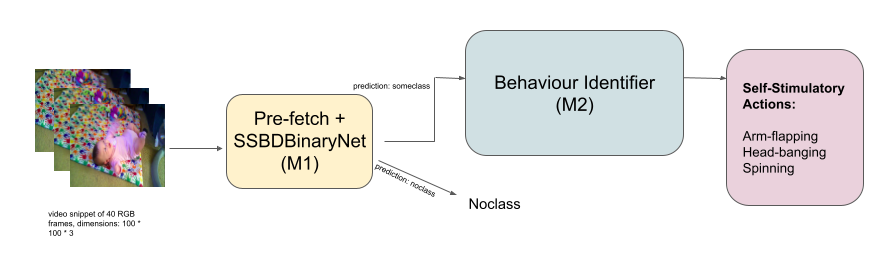 video snippet of 40 RGB
frames, dimensions: 100 *
100 * 3
Pre-fetch +
SSBDBinaryNet
(M1)
prediction: someclass
prediction: noclass
Noclass
Behaviour Identifier
(M2)
Self-Stimulatory
Actions:
Arm-flapping
Head-banging
Spinning